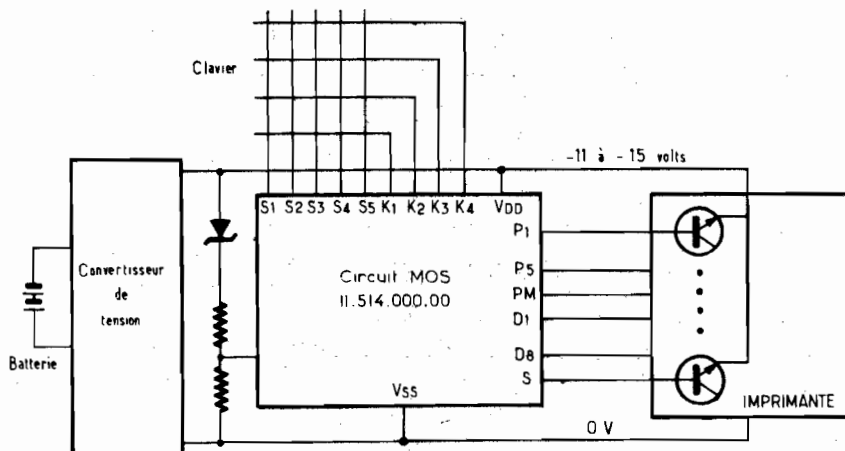 Clavier
-11 à - 15 volts
S1 S2 S3 S4 S5 K1 K2 K3 K4 VDD
P1
Circuit MOS
11.514.000.00
P5
PM
D1
D8
S
Convertisseur
de
tension
Batterie
VSS
IMPRIMANTE
0 V